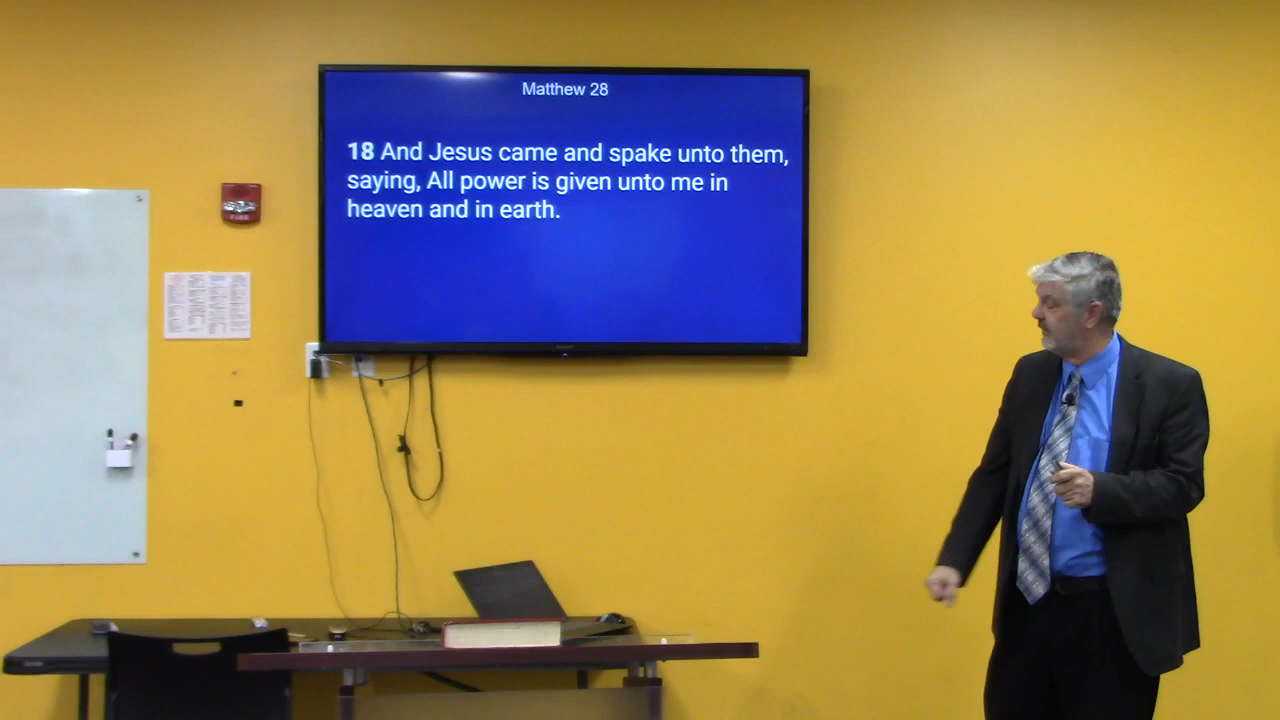 Matthew 28
18 And Jesus came and spake unto them,
saying, All power is given unto me in
heaven and in earth.
FIRE